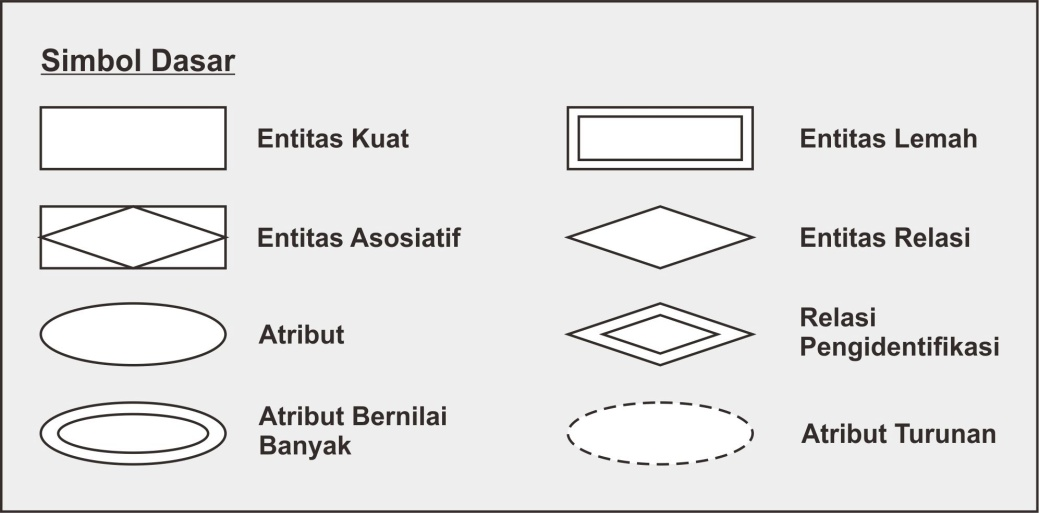 Simbol Dasar
Entitas Kuat
Entitas Lemah
Entitas Asosiatif
Entitas Relasi
Atribut
Relasi
Pengidentifikasi
Atribut Bernilai
Banyak
Atribut Turunan